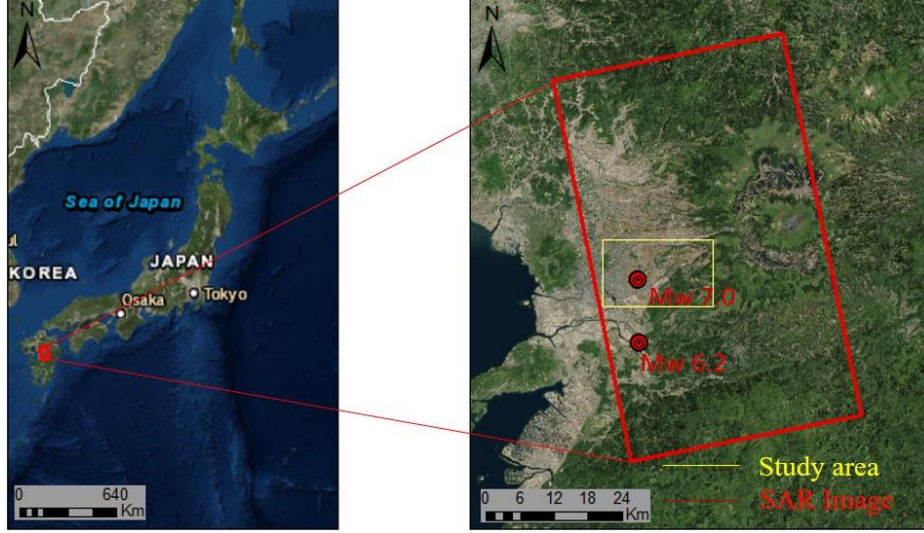 N
Sea of Japan
KOREA
JAPAN
Osaka
Tokyo
0 640
Km
N
Mw 7.0
Mw 6.2
Study area
SAR Image
0 6 12 18 24
Km